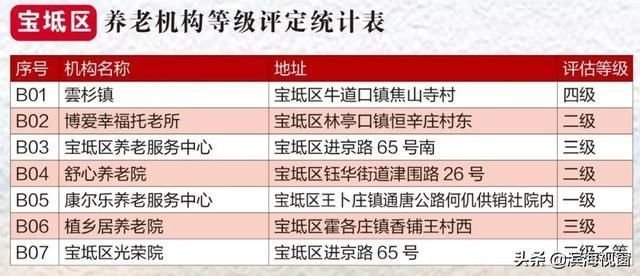 宝坻区 养老机构等级评定统计表
序号 机构名称 地址 评估等级
B01 雲杉镇 宝坻区牛道口镇焦山寺村 四级
B02 博爱幸福托老所 宝坻区林亭口镇恒辛庄村东 二级
B03 宝坻区养老服务中心 宝坻区进京路65号南 三级
B04 舒心养老院 宝坻区钰华街道津围路26号 二级
B05 康尔乐养老服务中心 宝坻区王卜庄镇通唐公路何仉供销社院内 一级
B06 植乡居养老院 宝坻区霍各庄镇香铺王村西 三级
B07 宝坻区光荣院 宝坻区进京路65号
头条 @滨海视窗